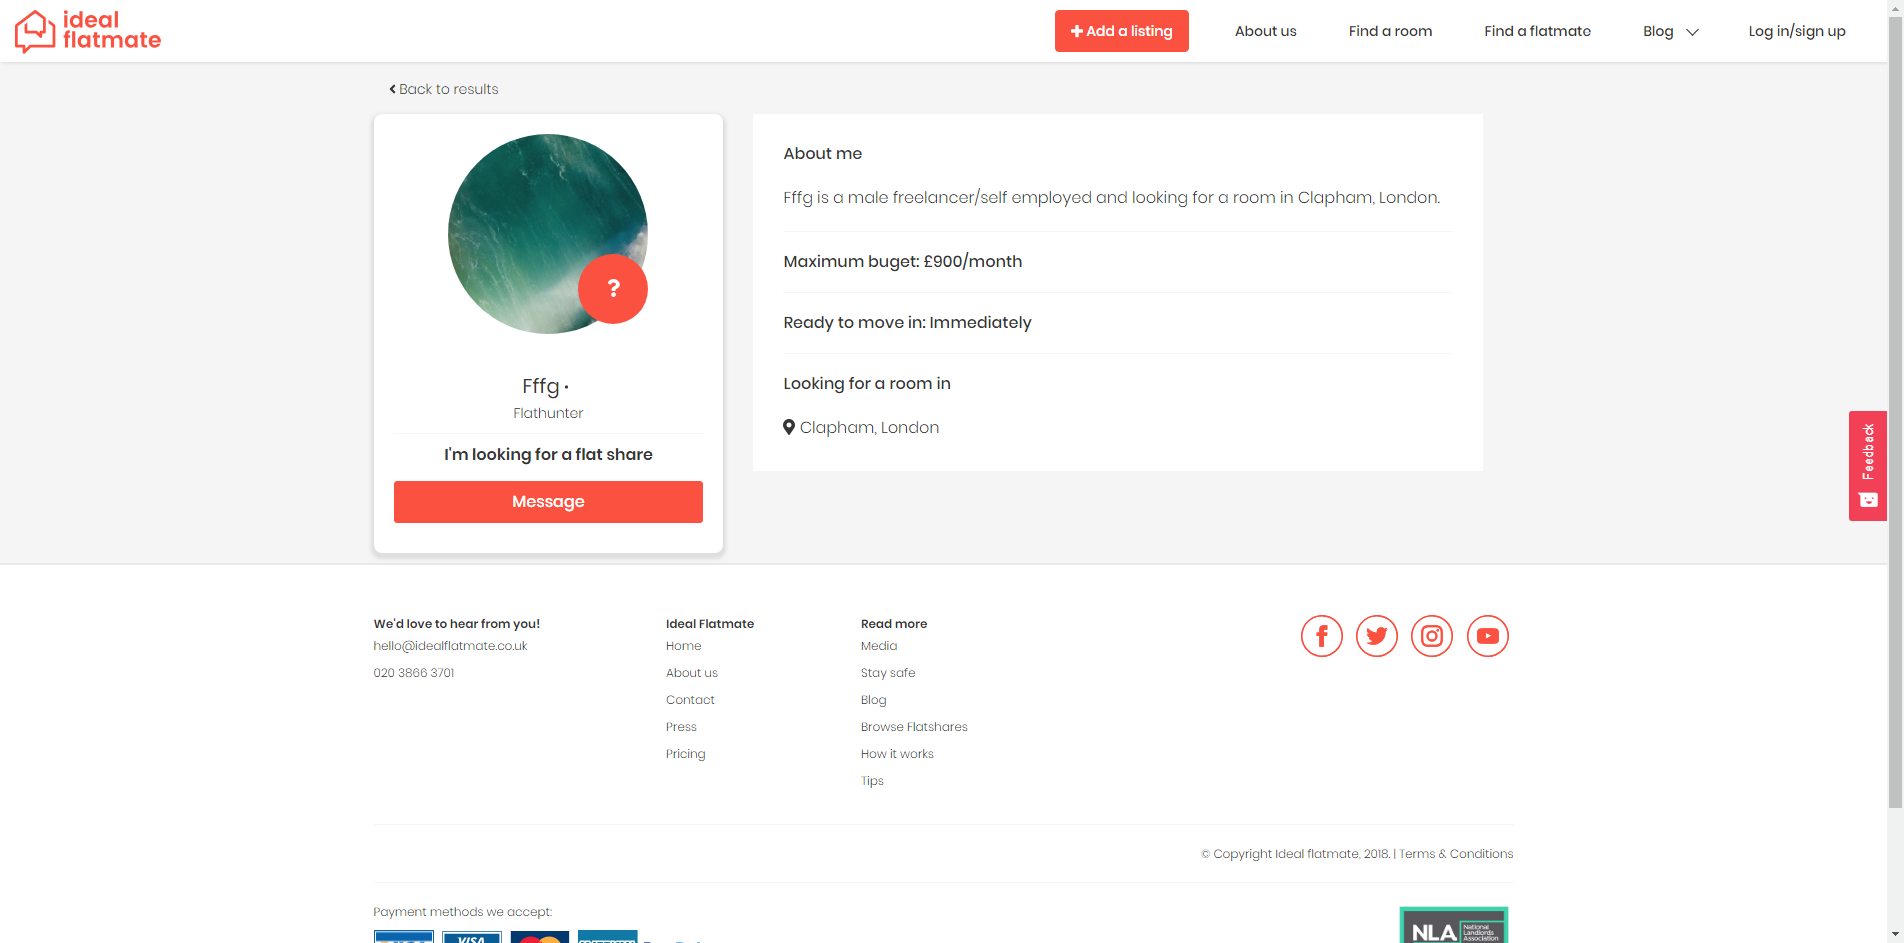 ideal
flatmate
Add a listing
About us
Find a room
Find a flatmate
Blog
Log in/sign up
Back to results
?
Fffg •
Flathunter
I'm looking for a flat share
Message
About me
Fffg is a male freelancer/self employed and looking for a room in Clapham, London.
Maximum buget: £900/month
Ready to move in: Immediately
Looking for a room in
Clapham, London
Feedback
We'd love to hear from you!
hello@idealflatmate.co.uk
020 3866 3701
Ideal Flatmate
Home
About us
Contact
Press
Pricing
Read more
Media
Stay safe
Blog
Browse Flatshares
How it works
Tips
© Copyright Ideal flatmate, 2018. | Terms & Conditions
Payment methods we accept:
VISA
NLA
National
Landlords
Association